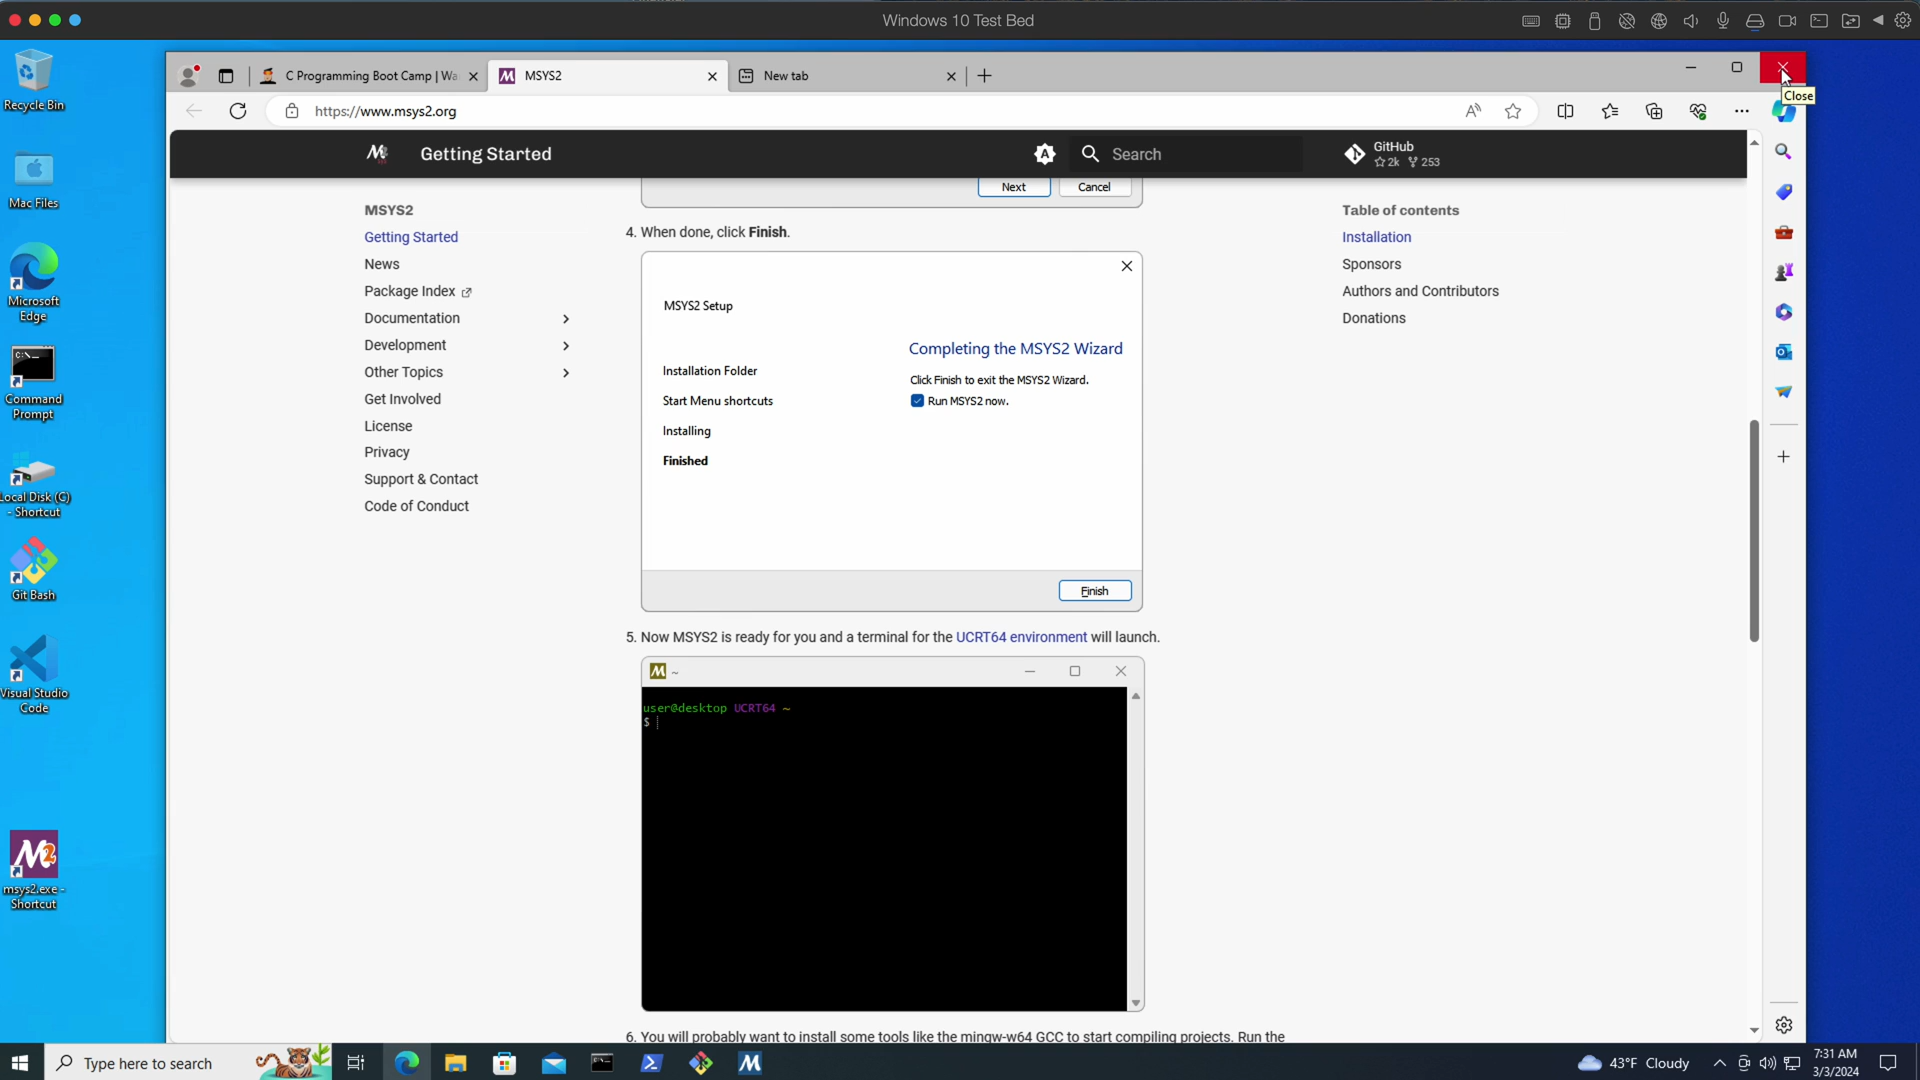 Windows 10 Test Bed
Recycle Bin
Mac Files
Microsoft
Edge
C:\_
Command
Prompt
Local Disk (C)
- Shortcut
Git Bash
Visual Studio
Code
M2
msys2.exe -
Shortcut
C Programming Boot Camp | Wa
MSYS2
New tab
Close
https://www.msys2.org
Getting Started
Search
GitHub
2k 253
MSYS2
Getting Started
News
Package Index
Documentation
Development
Other Topics
Get Involved
License
Privacy
Support & Contact
Code of Conduct
Next
Cancel
4. When done, click Finish.
MSYS2 Setup
Completing the MSYS2 Wizard
Installation Folder
Click Finish to exit the MSYS2 Wizard.
Start Menu shortcuts
Run MSYS2 now.
Installing
Finished
Finish
5. Now MSYS2 is ready for you and a terminal for the UCRT64 environment will launch.
M ~
user@desktop UCRT64 ~
$
6. You will probably want to install some tools like the mingw-w64 GCC to start compiling projects. Run the
Table of contents
Installation
Sponsors
Authors and Contributors
Donations
Type here to search
43°F Cloudy
7:31 AM
3/3/2024